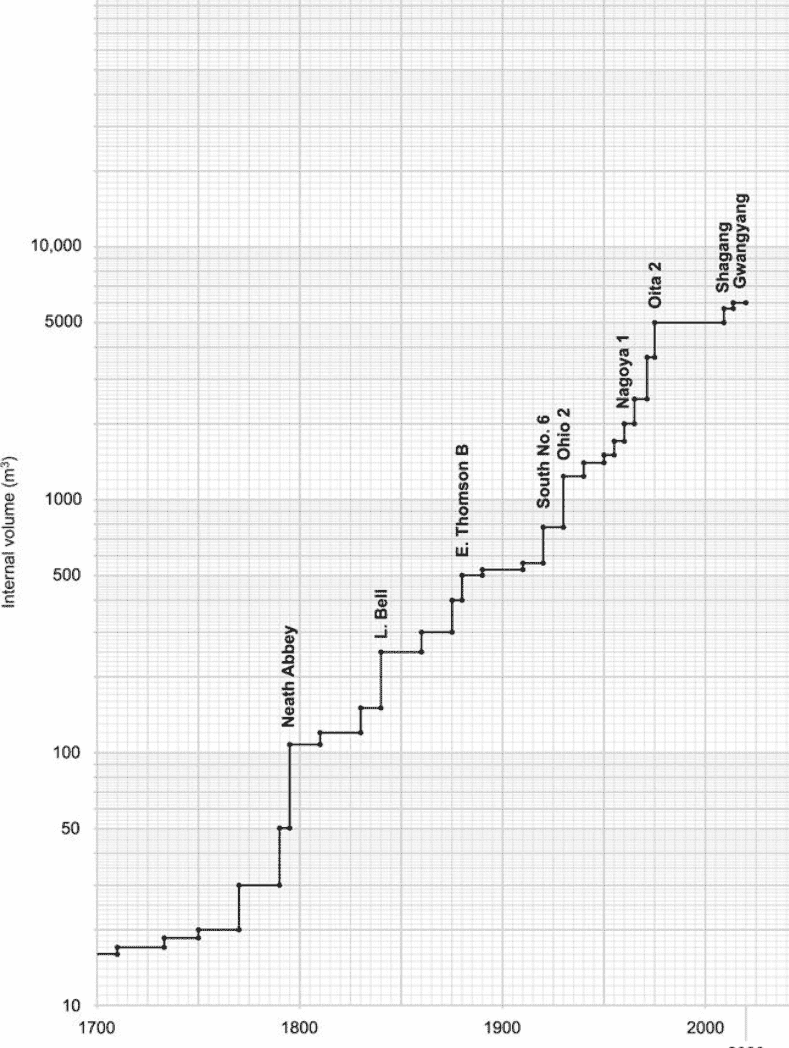 10,000
5000
1000
500
100
50
10
Internal volume (m³)
1700
1800
1900
2000
Neath Abbey
L. Bell
E. Thomson B
South No. 6
Ohio 2
Nagoya 1
Oita 2
Shagang
Gwangyang